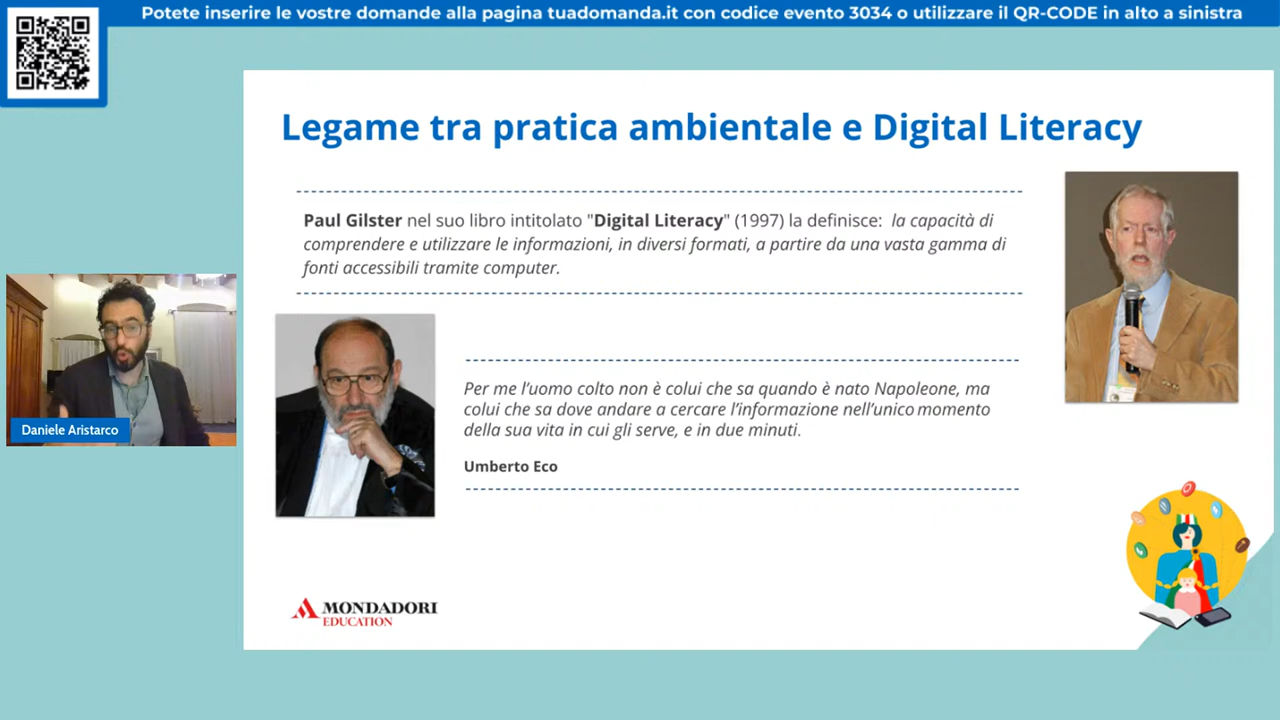 Potete inserire le vostre domande alla pagina tuadomanda.it con codice evento 3034 o utilizzare il QR-CODE in alto a sinistra
Legame tra pratica ambientale e Digital Literacy
Paul Gilster nel suo libro intitolato "Digital Literacy" (1997) la definisce: la capacità di
comprendere e utilizzare le informazioni, in diversi formati, a partire da una vasta gamma di
fonti accessibili tramite computer.
Per me l'uomo colto non è colui che sa quando è nato Napoleone, ma
colui che sa dove andare a cercare l'informazione nell'unico momento
della sua vita in cui gli serve, e in due minuti.
Umberto Eco
Daniele Aristarco
MONDADORI
EDUCATION